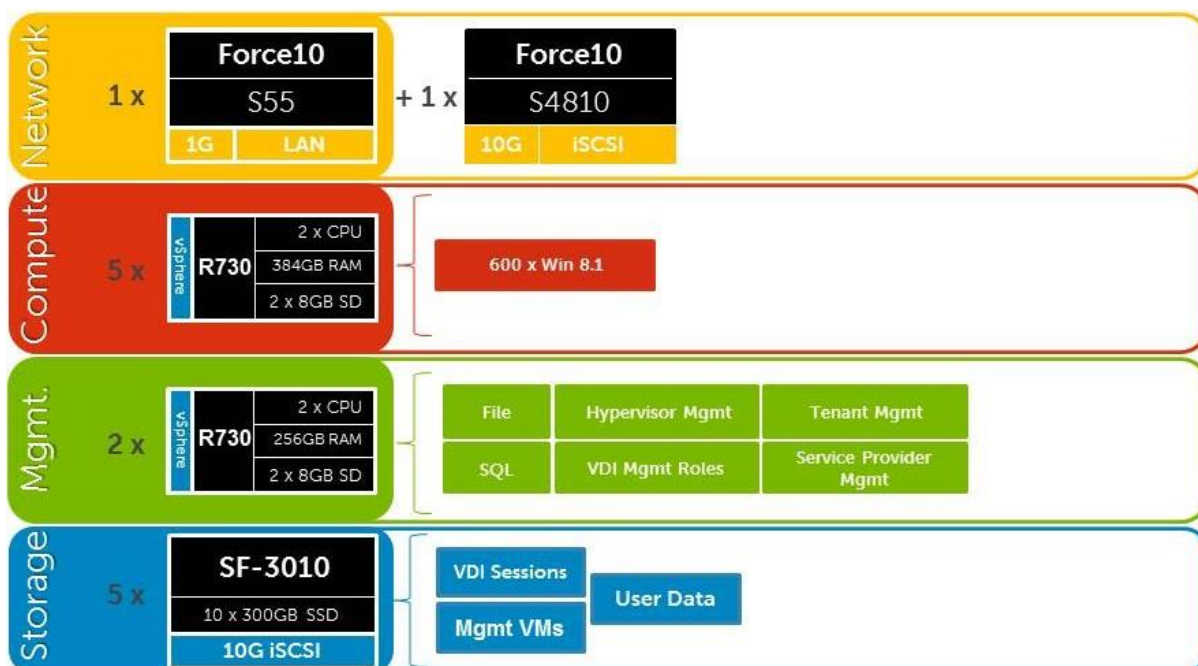 Network
1 x
Force10
S55
1G LAN
+ 1 x
Force10
S4810
10G iSCSI
Compute
5 x
vSphere
R730
2 x CPU
384GB RAM
2 x 8GB SD
600 x Win 8.1
Mgmt.
2 x
vSphere
R730
2 x CPU
256GB RAM
2 x 8GB SD
File
Hypervisor Mgmt
Tenant Mgmt
SQL
VDI Mgmt Roles
Service Provider
Mgmt
Storage
5 x
SF-3010
10 x 300GB SSD
10G iSCSI
VDI Sessions
Mgmt VMs
User Data